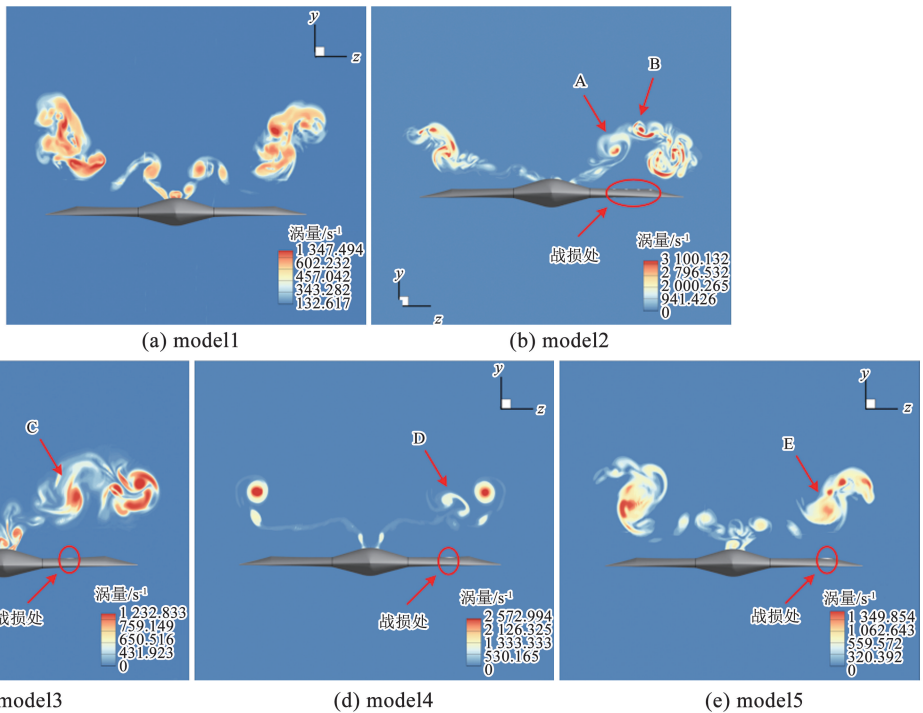 y
z
涡量/s⁻¹
1 347.494
602.232
457.042
343.282
132.617
(a) model1
A
B
战损处
y
z
涡量/s⁻¹
3 100.132
2 796.532
2 000.265
941.426
0
(b) model2
C
战损处
涡量/s⁻¹
1 232.833
759.149
650.516
431.923
0
model3
y
z
D
战损处
涡量/s⁻¹
2 572.994
2 126.325
1 333.333
530.165
0
(d) model4
y
z
E
战损处
涡量/s⁻¹
1 349.854
1 062.643
559.572
320.392
0
(e) model5